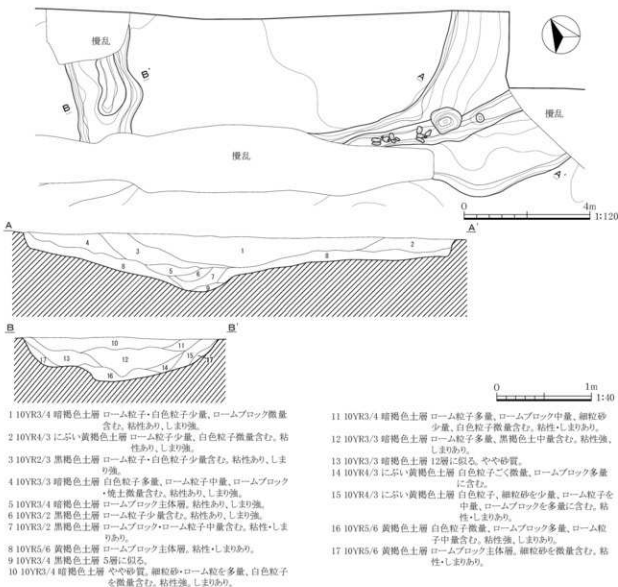 攪乱
B
B'
A
攪乱
攪乱
A'
0 4m
1:120
A A'
4 3 1 2
8 5 6 7 8
9
B B'
10 11
17 13 12 15 17
16 14
0 1m
1:40
1 10YR3/4 暗褐色土層 ローム粒子・白色粒子少量、ロームブロック微量
含む。粘性あり、しまり強。
2 10YR4/3 にぶい黄褐色土層 ローム粒子少量、白色粒子微量含む。粘
性あり、しまり強。
3 10YR2/3 黒褐色土層 ローム粒子・白色粒子少量含む。粘性あり、しま
り強。
4 10YR3/3 暗褐色土層 白色粒子多量、ローム粒子中量、ロームブロック・
焼土微量含む。粘性あり、しまり強。
5 10YR3/4 暗褐色土層 ロームブロック主体層。粘性あり、しまり強。
6 10YR3/2 黒褐色土層 ローム粒子少量含む。粘性あり、しまり強。
7 10YR3/2 黒褐色土層 ロームブロック・ローム粒子中量含む。粘性・しま
りあり。
8 10YR5/6 黄褐色土層 ロームブロック主体層。粘性・しまりあり。
9 10YR3/4 黒褐色土層 5層に似る。
10 10YR3/4 暗褐色土層 やや砂質。細粒砂・ローム粒を多量、白色粒子
を微量含む。粘性強。しまりあり。
11 10YR3/4 暗褐色土層 ローム粒子多量、ロームブロック中量、細粒砂
少量、白色粒子微量含む。粘性・しまりあり。
12 10YR3/3 暗褐色土層 ローム粒子多量、黒褐色土中量含む。粘性強、
しまりあり。
13 10YR3/3 暗褐色土層 12層に似る。やや砂質。
14 10YR4/3 にぶい黄褐色土層 白色粒子ごく微量、ロームブロック多量
に含む。
15 10YR4/3 にぶい黄褐色土層 白色粒子、細粒砂を少量、ローム粒子を
中量、ロームブロックを多量に含む。粘
性・しまりあり。
16 10YR5/6 黄褐色土層 白色粒子微量、ロームブロック多量、ローム粒
子中量含む。粘性強、しまりあり。
17 10YR5/6 黄褐色土層 ロームブロック主体層。細粒砂を微量含む。粘
性・しまりあり。